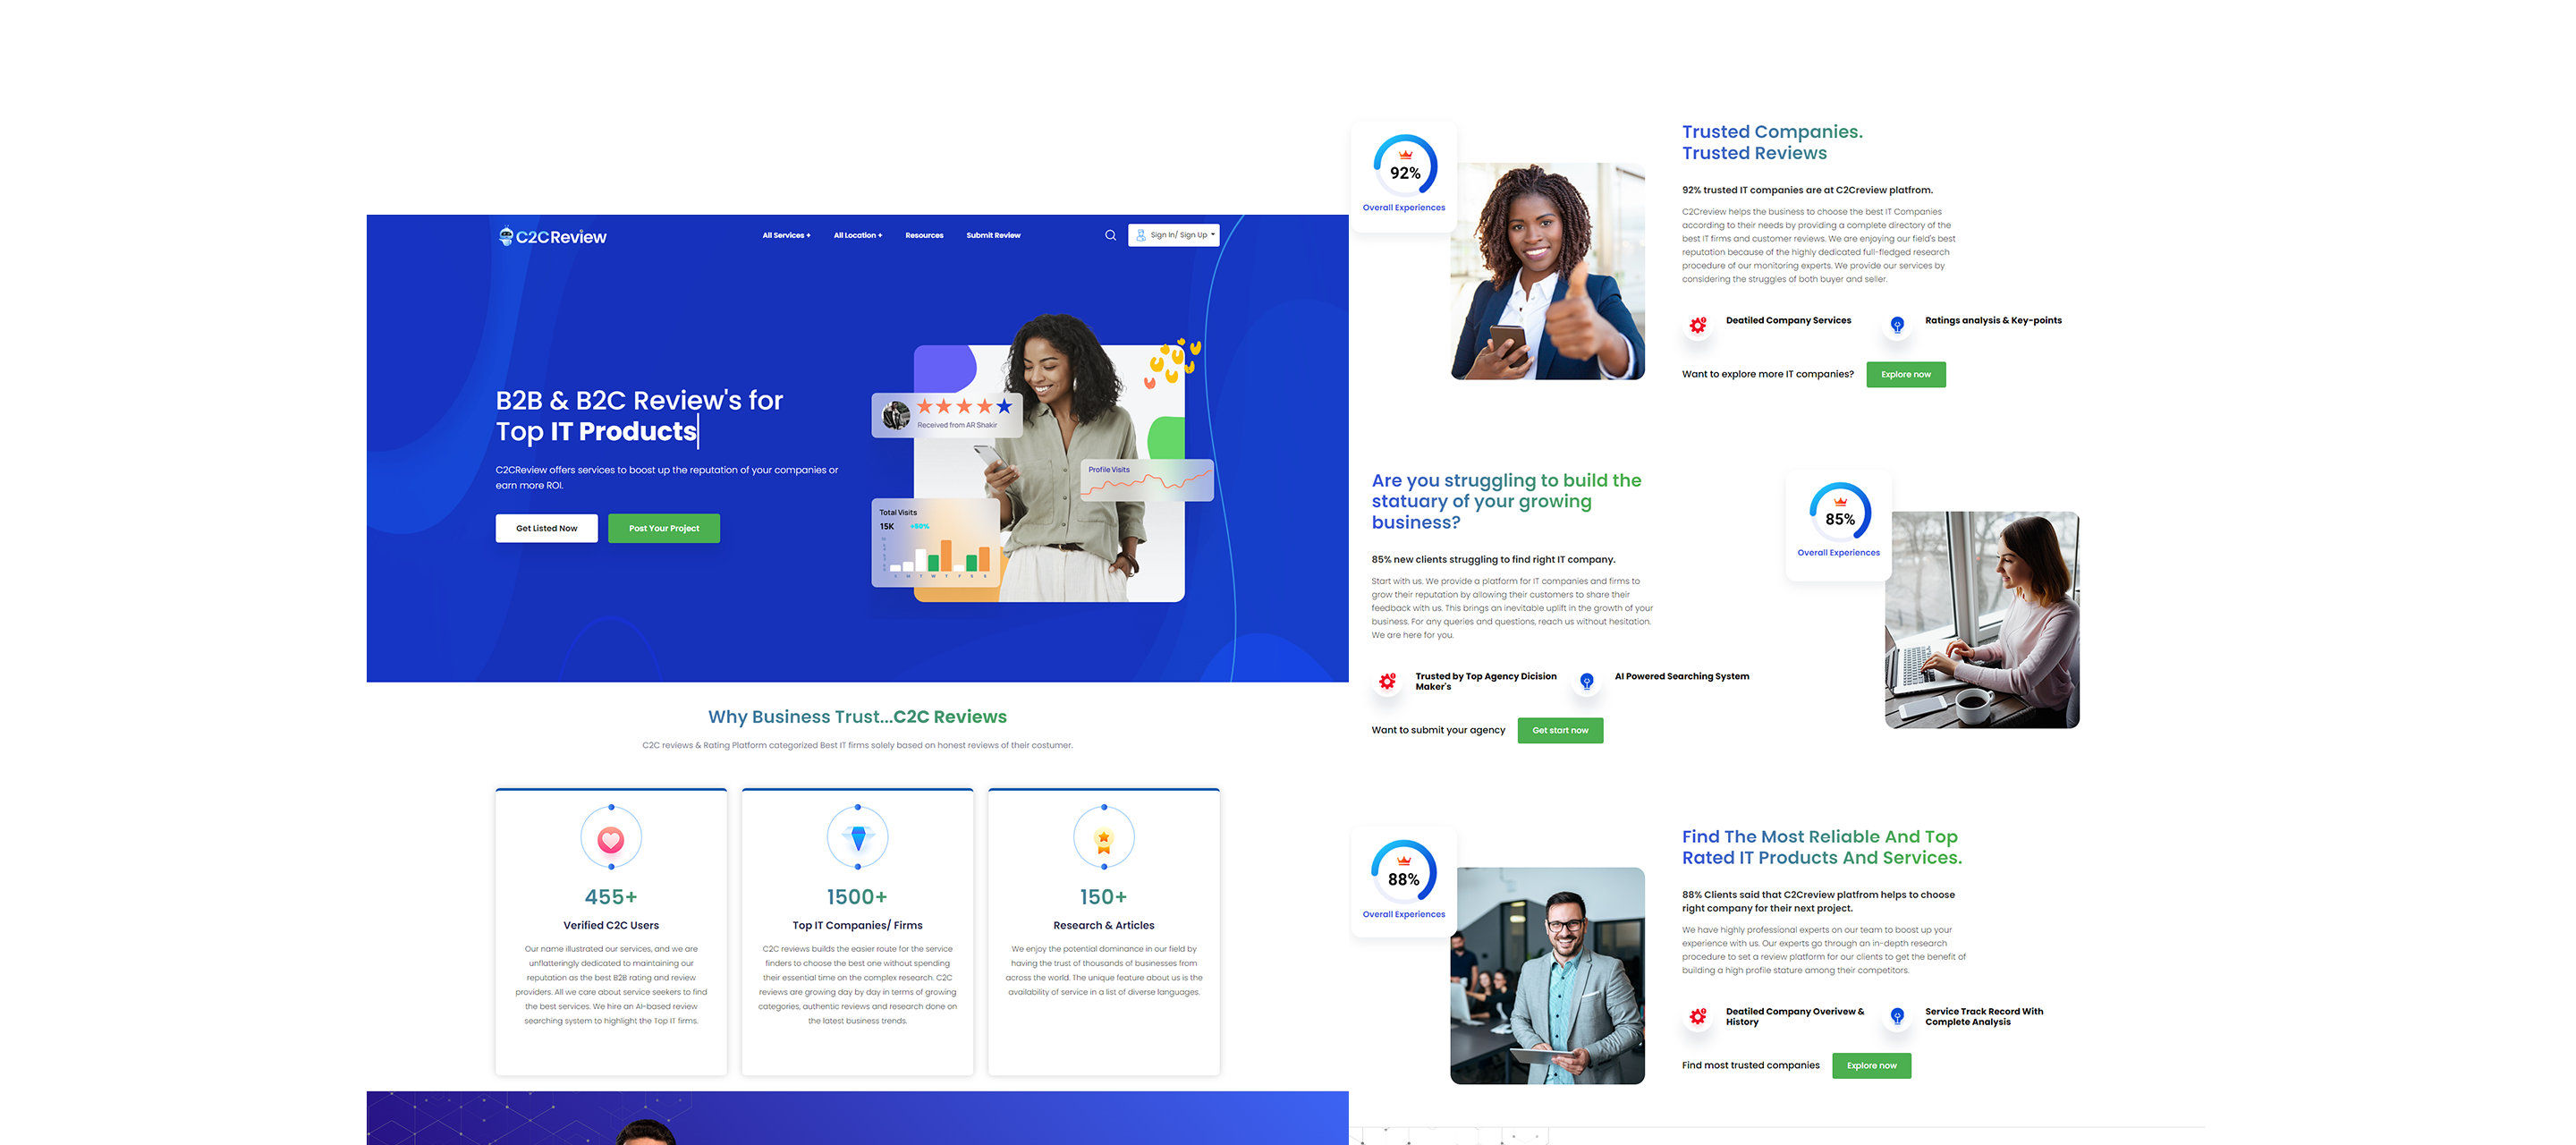 C2CReview
All Services +
All Location +
Resources
Submit Review
Sign In/ Sign Up
B2B & B2C Review's for
Top IT Products
C2CReview offers services to boost up the reputation of your companies or
earn more ROI.
Get Listed Now
Post Your Project
Received from AR Shakir
Profile Visits
Total Visits
15K
+50%
S M T W T F S S
Why Business Trust...C2C Reviews
C2C reviews & Rating Platform categorized Best IT firms solely based on honest reviews of their costumer.
455+
Verified C2C Users
Our name illustrated our services, and we are
unflatteringly dedicated to maintaining our
reputation as the best B2B rating and review
providers. All we care about service seekers to find
the best services. We hire an AI-based review
searching system to highlight the Top IT firms.
1500+
Top IT Companies/ Firms
C2C reviews builds the easier route for the service
finders to choose the best one without spending
their essential time on the complex research. C2C
reviews are growing day by day in terms of growing
categories, authentic reviews and research done on
the latest business trends.
150+
Research & Articles
We enjoy the potential dominance in our field by
having the trust of thousands of businesses from
across the world. The unique feature about us is the
availability of service in a list of diverse languages.
92%
Overall Experiences
Trusted Companies.
Trusted Reviews
92% trusted IT companies are at C2Creview platfrom.
C2Creview helps the business to choose the best IT Companies
according to their needs by providing a complete directory of the
best IT firms and customer reviews. We are enjoying our field's best
reputation because of the highly dedicated full-fledged research
procedure of our monitoring experts. We provide our services by
considering the struggles of both buyer and seller.
Deatiled Company Services
Ratings analysis & Key-points
Want to explore more IT companies?
Explore now
Are you struggling to build the
statuary of your growing
business?
85% new clients struggling to find right IT company.
Start with us. We provide a platform for IT companies and firms to
grow their reputation by allowing their customers to share their
feedback with us. This brings an inevitable uplift in the growth of your
business. For any queries and questions, reach us without hesitation.
We are here for you.
Trusted by Top Agency Dicision
Maker's
AI Powered Searching System
Want to submit your agency
Get start now
85%
Overall Experiences
88%
Overall Experiences
Find The Most Reliable And Top
Rated IT Products And Services.
88% Clients said that C2Creview platfrom helps to choose
right company for their next project.
We have highly professional experts on our team to boost up your
experience with us. Our experts go through an in-depth research
procedure to set a review platform for our clients to get the benefit of
building a high profile stature among their competitors.
Deatiled Company Overivew &
History
Service Track Record With
Complete Analysis
Find most trusted companies
Explore now